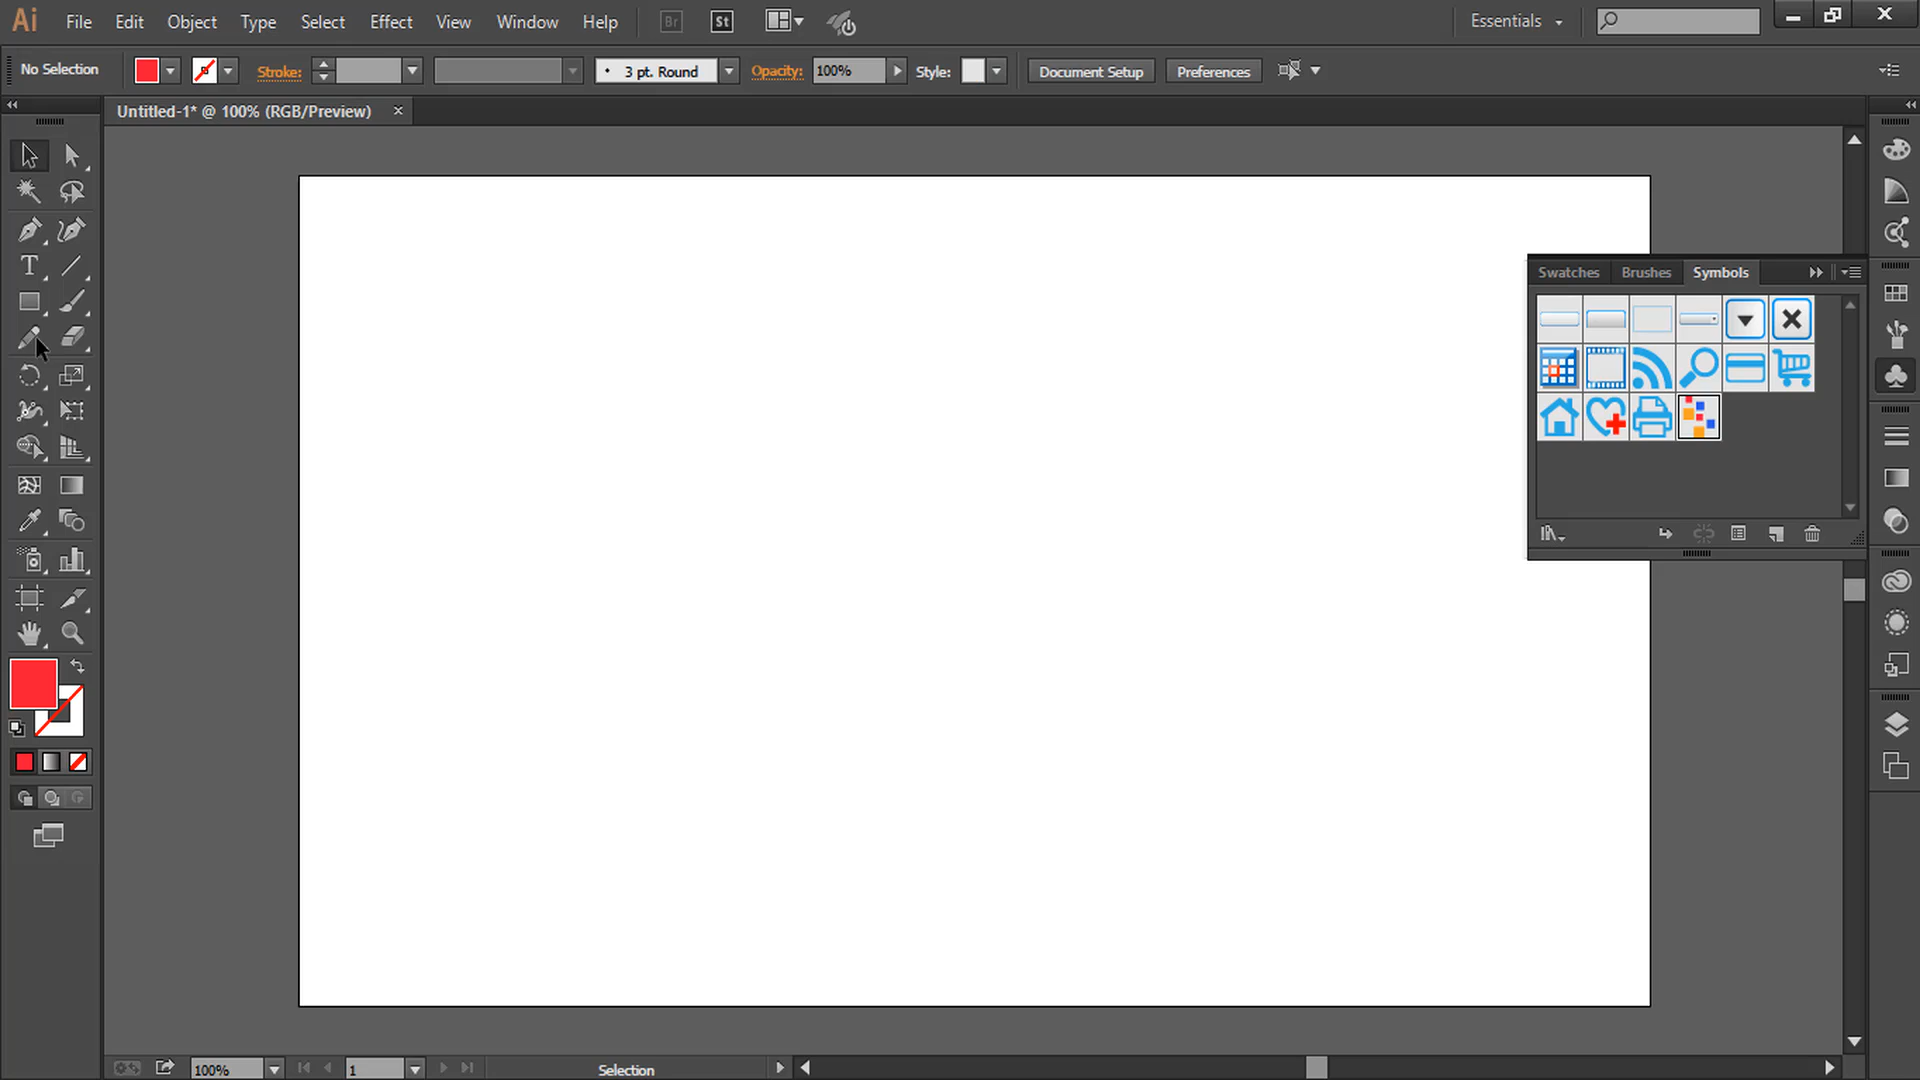 Ai File Edit Object Type Select Effect View Window Help Br St Essentials
No Selection Stroke: 3 pt. Round Opacity: 100% Style: Document Setup Preferences
Untitled-1* @ 100% (RGB/Preview)
Swatches Brushes Symbols
T
100% 1 Selection